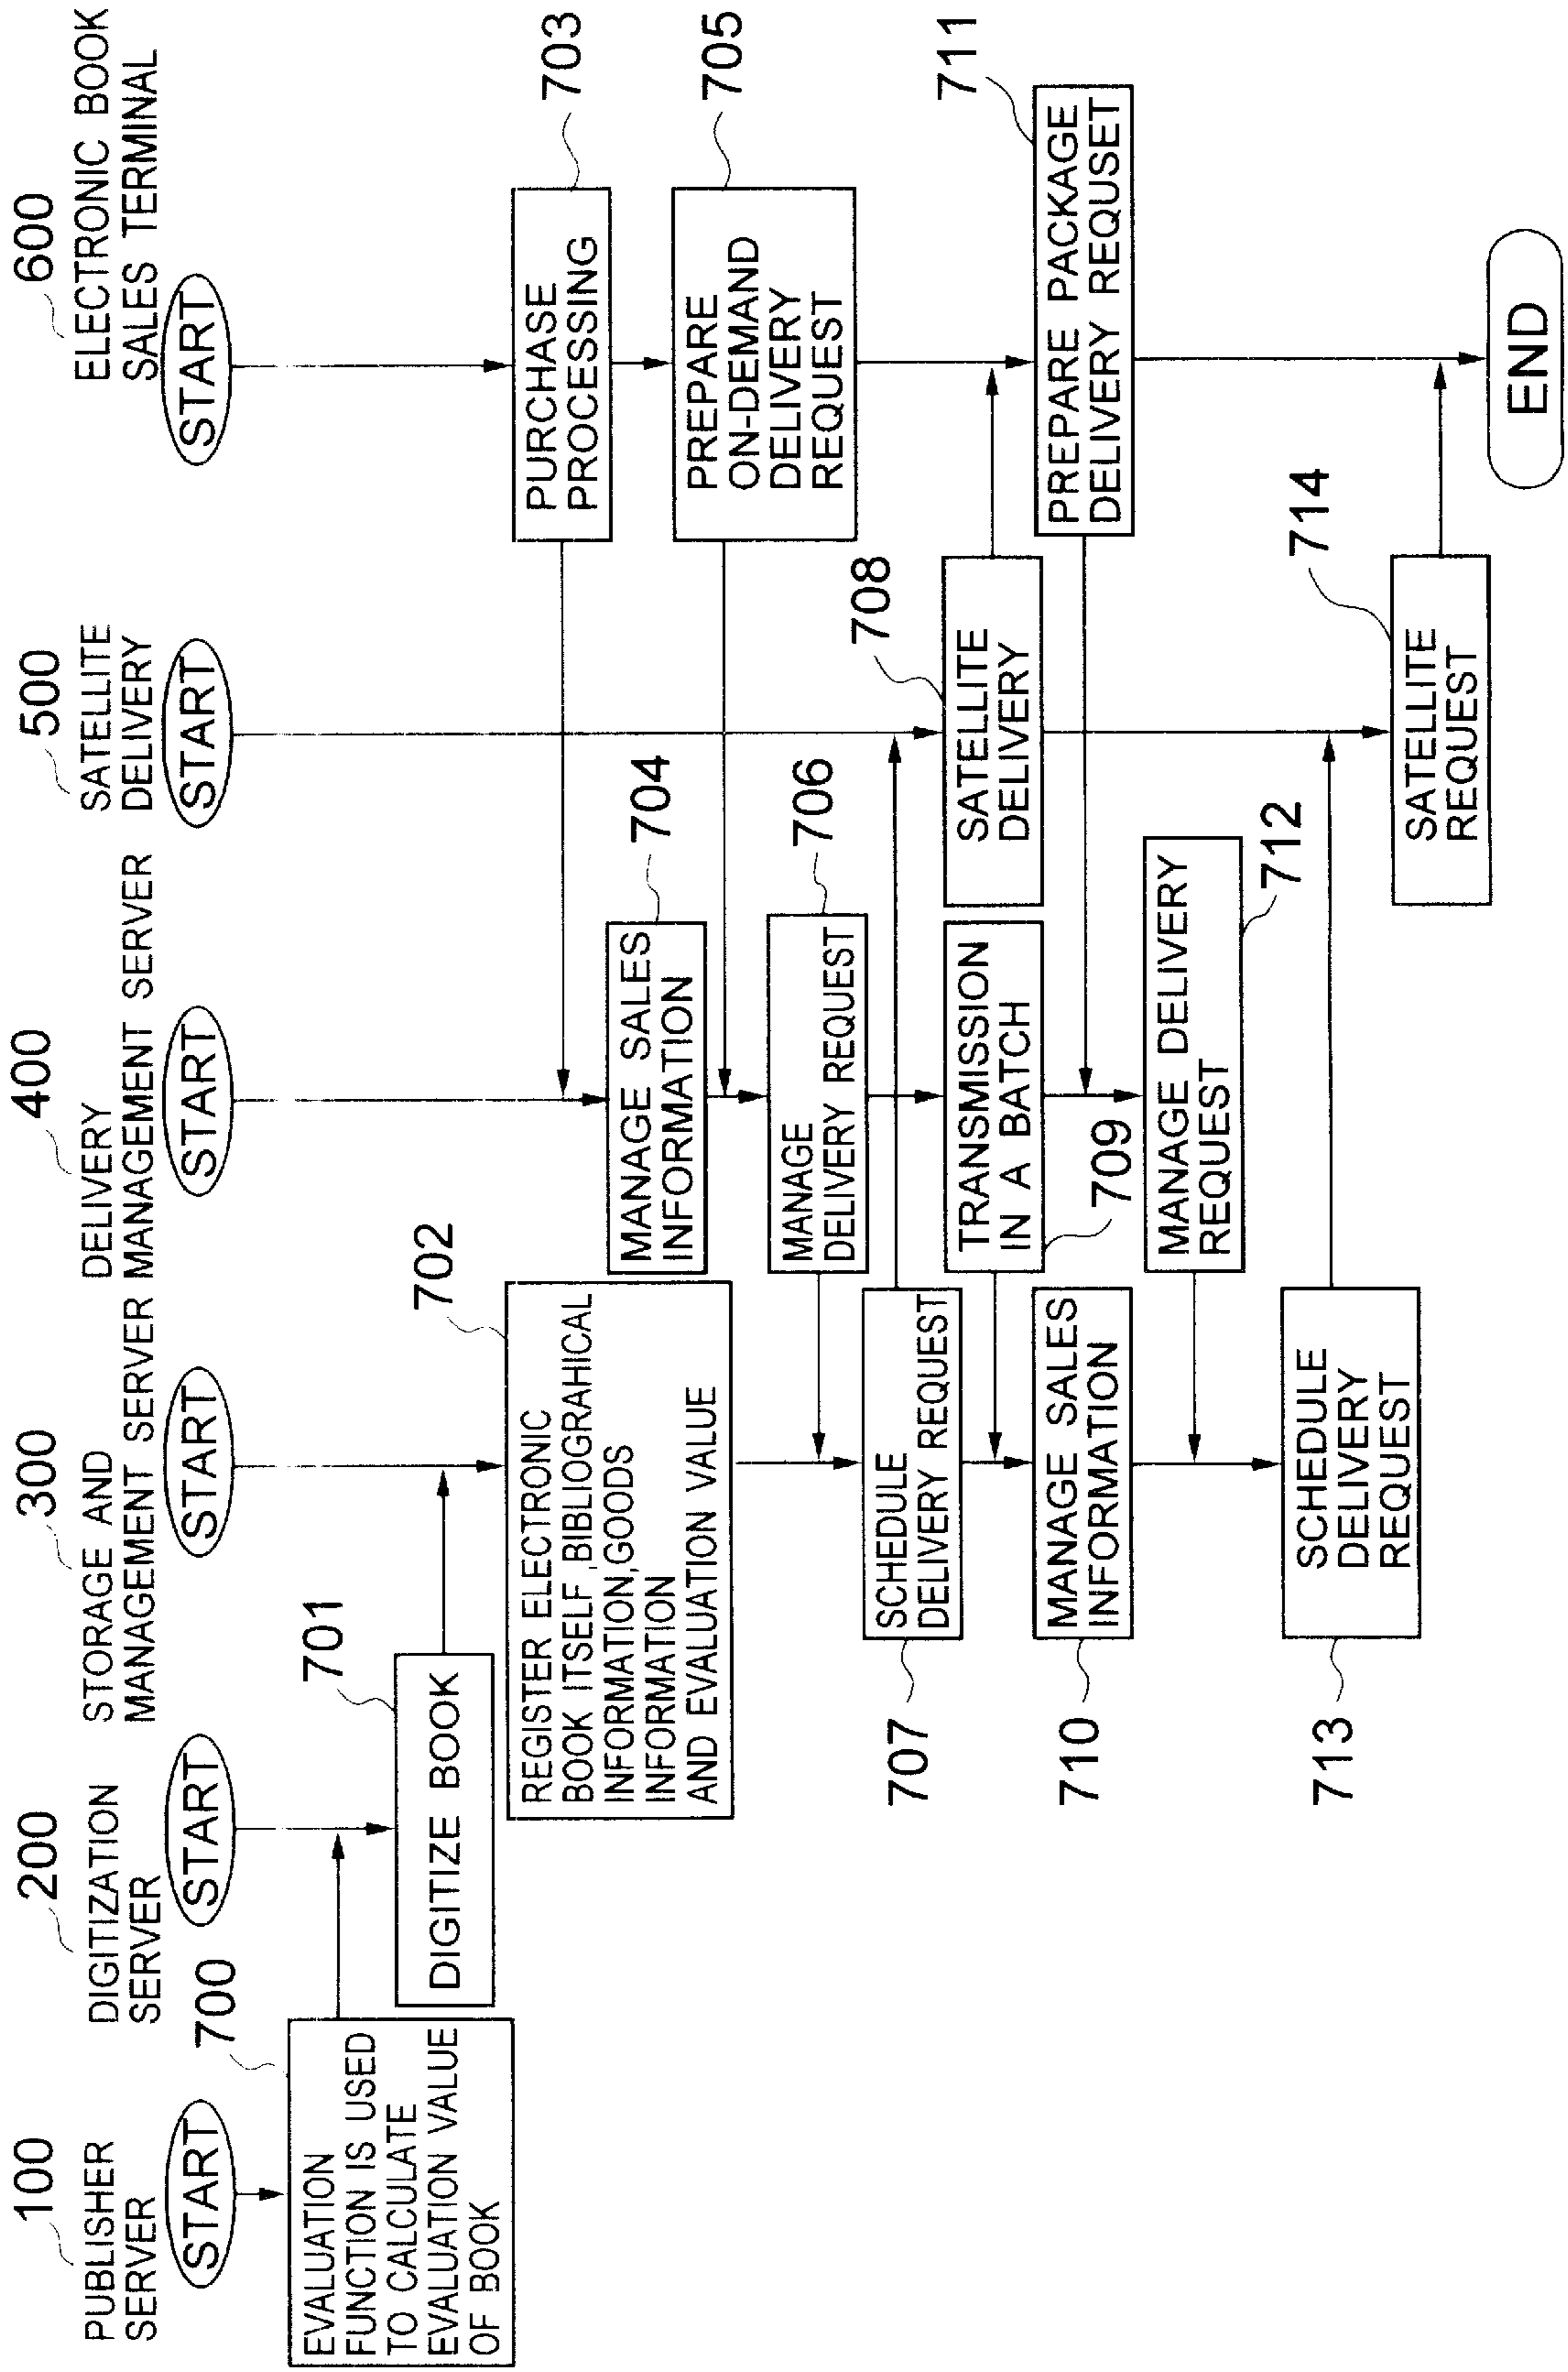 100
PUBLISHER
SERVER
START
200
DIGITIZATION
SERVER
START
300
STORAGE AND
MANAGEMENT SERVER
START
400
DELIVERY
MANAGEMENT SERVER
START
500
SATELLITE
DELIVERY
START
600
ELECTRONIC BOOK
SALES TERMINAL
START
700
EVALUATION
FUNCTION IS USED
TO CALCULATE
EVALUATION VALUE
OF BOOK
701
DIGITIZE BOOK
702
REGISTER ELECTRONIC
BOOK ITSELF ,BIBLIOGRAHICAL
INFORMATION,GOODS
INFORMATION
AND EVALUATION VALUE
703
PURCHASE
PROCESSING
704
MANAGE SALES
INFORMATION
705
PREPARE
ON-DEMAND
DELIVERY
REQUEST
706
MANAGE
DELIVERY REQUEST
707
SCHEDULE
DELIVERY REQUEST
708
SATELLITE
DELIVERY
709
TRANSMISSION
IN A BATCH
710
MANAGE SALES
INFORMATION
711
PREPARE PACKAGE
DELIVERY REQUSET
712
MANAGE DELIVERY
REQUEST
713
SCHEDULE
DELIVERY
REQUEST
714
SATELLITE
REQUEST
END